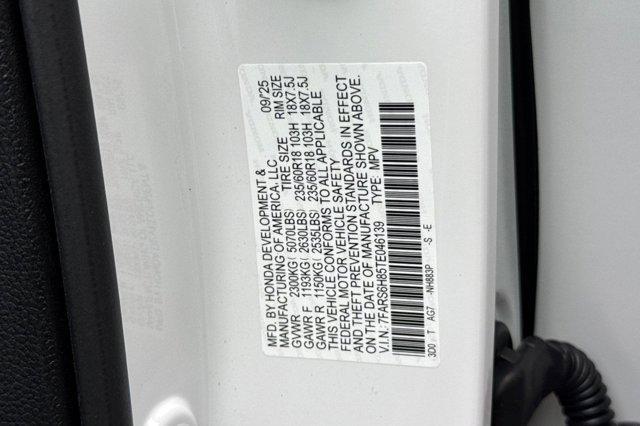 MFD. BY HONDA DEVELOPMENT & 09/25
MANUFACTURING OF AMERICA, LLC
TIRE SIZE RIM SIZE
GVWR 2300KG( 5070LBS) 235/60R18 103H 18X7.5J
GAWR F 1193KG( 2630LBS) 235/60R18 103H 18X7.5J
GAWR R 1150KG( 2535LBS)
THIS VEHICLE CONFORMS TO ALL APPLICABLE
FEDERAL MOTOR VEHICLE SAFETY
AND THEFT PREVENTION STANDARDS IN EFFECT
ON THE DATE OF MANUFACTURE SHOWN ABOVE.
V.I.N: 7FARS6H85TE046139 TYPE: MPV
3D0 T AG7 -NH883P -S -E